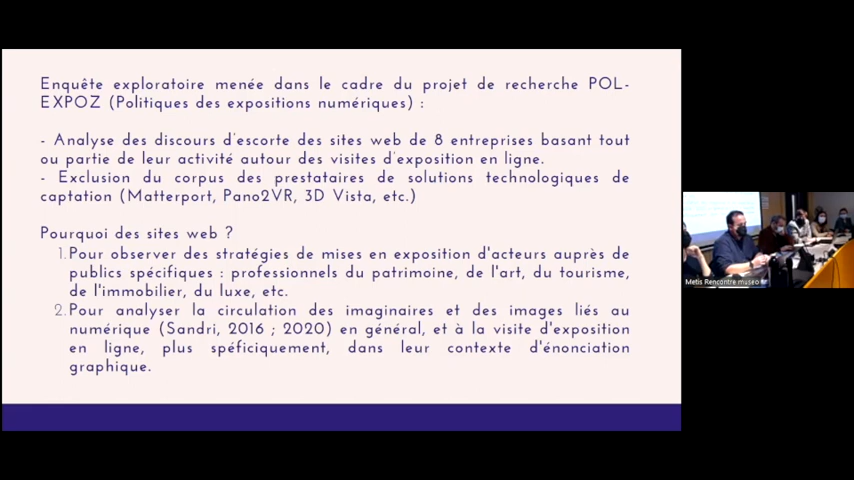 Enquête exploratoire menée dans le cadre du projet de recherche POL-
EXPOZ (Politiques des expositions numériques) :
- Analyse des discours d'escorte des sites web de 8 entreprises basant tout
ou partie de leur activité autour des visites d'exposition en ligne.
- Exclusion du corpus des prestataires de solutions technologiques de
captation (Matterport, Pano2VR, 3D Vista, etc.)
Pourquoi des sites web ?
1. Pour observer des stratégies de mises en exposition d'acteurs auprès de
publics spécifiques : professionnels du patrimoine, de l'art, du tourisme,
de l'immobilier, du luxe, etc.
2. Pour analyser la circulation des imaginaires et des images liés au
numérique (Sandri, 2016 ; 2020) en général, et à la visite d'exposition
en ligne, plus spéficiquement, dans leur contexte d'énonciation
graphique.
Metis Rencontre museo